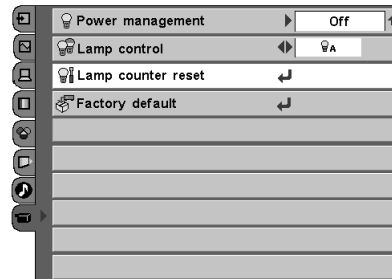 Power management Off
Lamp control A
Lamp counter reset
Factory default